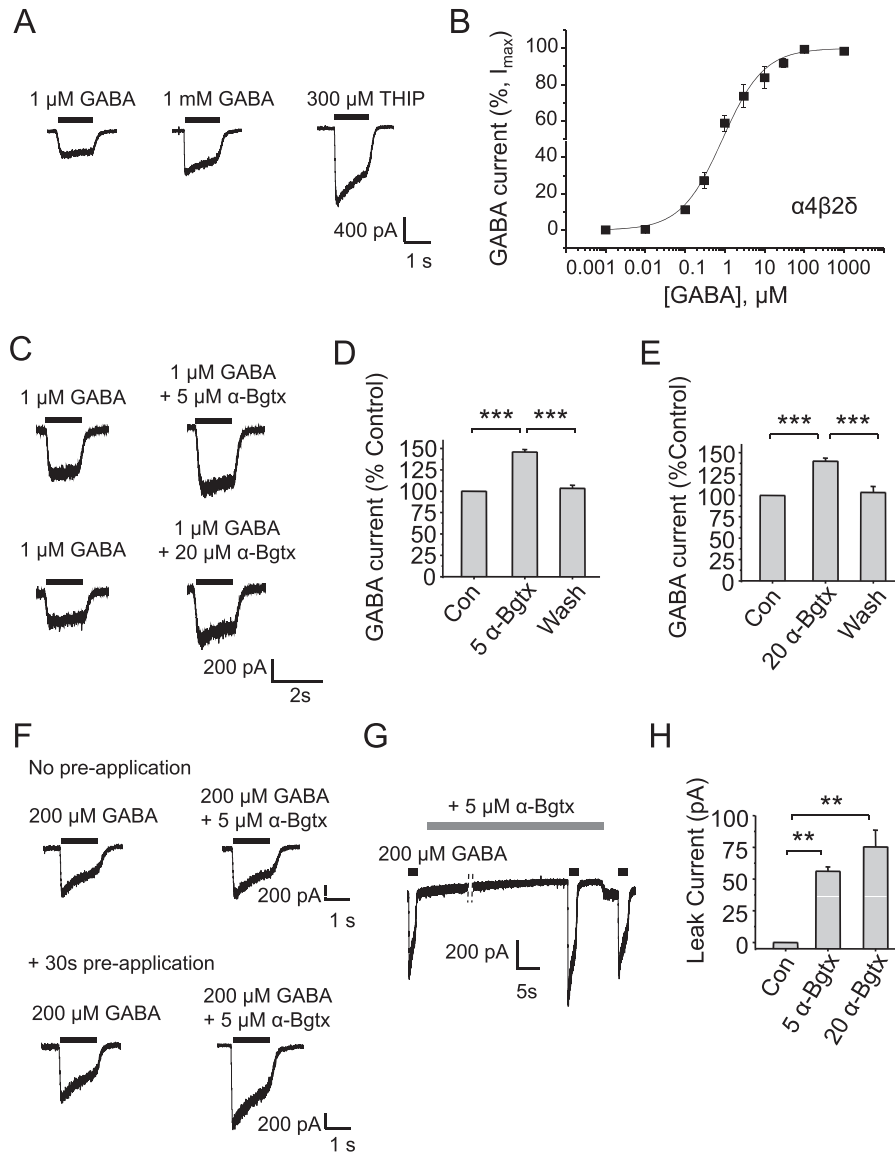 A
1 µM GABA
1 mM GABA
300 µM THIP
400 pA
1 s
B
GABA current (%, Imax)
100
80
60
40
20
0
α4β2δ
0.001 0.01 0.1 1 10 100 1000
[GABA], µM
C
1 µM GABA
1 µM GABA
+ 5 µM α-Bgtx
1 µM GABA
1 µM GABA
+ 20 µM α-Bgtx
200 pA
2s
D
GABA current (% Control)
*** ***
150
125
100
75
50
25
0
Con
5 α-Bgtx
Wash
E
GABA current (%Control)
*** ***
150
125
100
75
50
25
0
Con
20 α-Bgtx
Wash
F
No pre-application
200 µM GABA
200 µM GABA
+ 5 µM α-Bgtx
200 pA
1 s
+ 30s pre-application
200 µM GABA
200 µM GABA
+ 5 µM α-Bgtx
200 pA
1 s
G
+ 5 µM α-Bgtx
200 µM GABA
200 pA
5s
H
Leak Current (pA)
**
**
100
75
50
25
0
Con
5 α-Bgtx
20 α-Bgtx